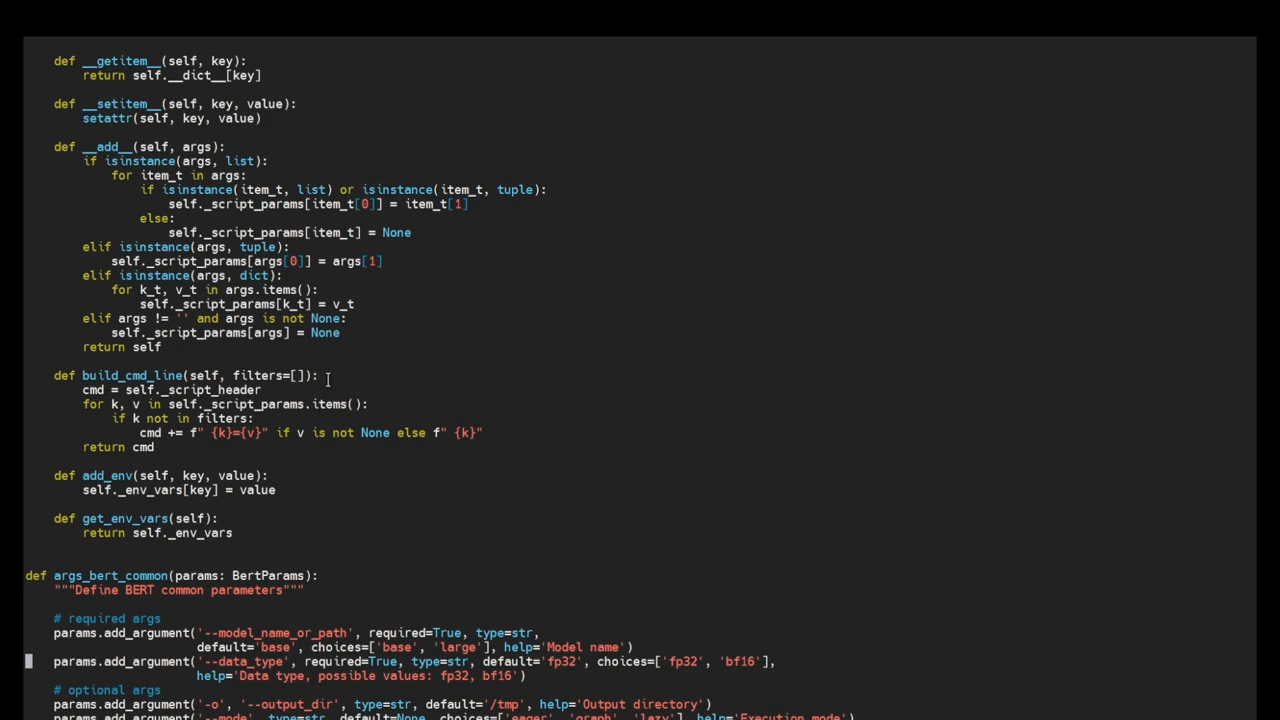 def __getitem__(self, key):
return self.__dict__[key]
def __setitem__(self, key, value):
setattr(self, key, value)
def __add__(self, args):
if isinstance(args, list):
for item_t in args:
if isinstance(item_t, list) or isinstance(item_t, tuple):
self._script_params[item_t[0]] = item_t[1]
else:
self._script_params[item_t] = None
elif isinstance(args, tuple):
self._script_params[args[0]] = args[1]
elif isinstance(args, dict):
for k_t, v_t in args.items():
self._script_params[k_t] = v_t
elif args != '' and args is not None:
self._script_params[args] = None
return self
def build_cmd_line(self, filters=[]):
cmd = self._script_header
for k, v in self._script_params.items():
if k not in filters:
cmd += f" {k}={v}" if v is not None else f" {k}"
return cmd
def add_env(self, key, value):
self._env_vars[key] = value
def get_env_vars(self):
return self._env_vars
def args_bert_common(params: BertParams):
"""Define BERT common parameters"""
# required args
params.add_argument('--model_name_or_path', required=True, type=str,
default='base', choices=['base', 'large'], help='Model name')
params.add_argument('--data_type', required=True, type=str, default='fp32', choices=['fp32', 'bf16'],
help='Data type, possible values: fp32, bf16')
# optional args
params.add_argument('-o', '--output_dir', type=str, default='/tmp', help='Output directory')
params.add_argument('--mode', type=str, default=None, choices=['eager', 'graph', 'lazy'], help='Execution mode')